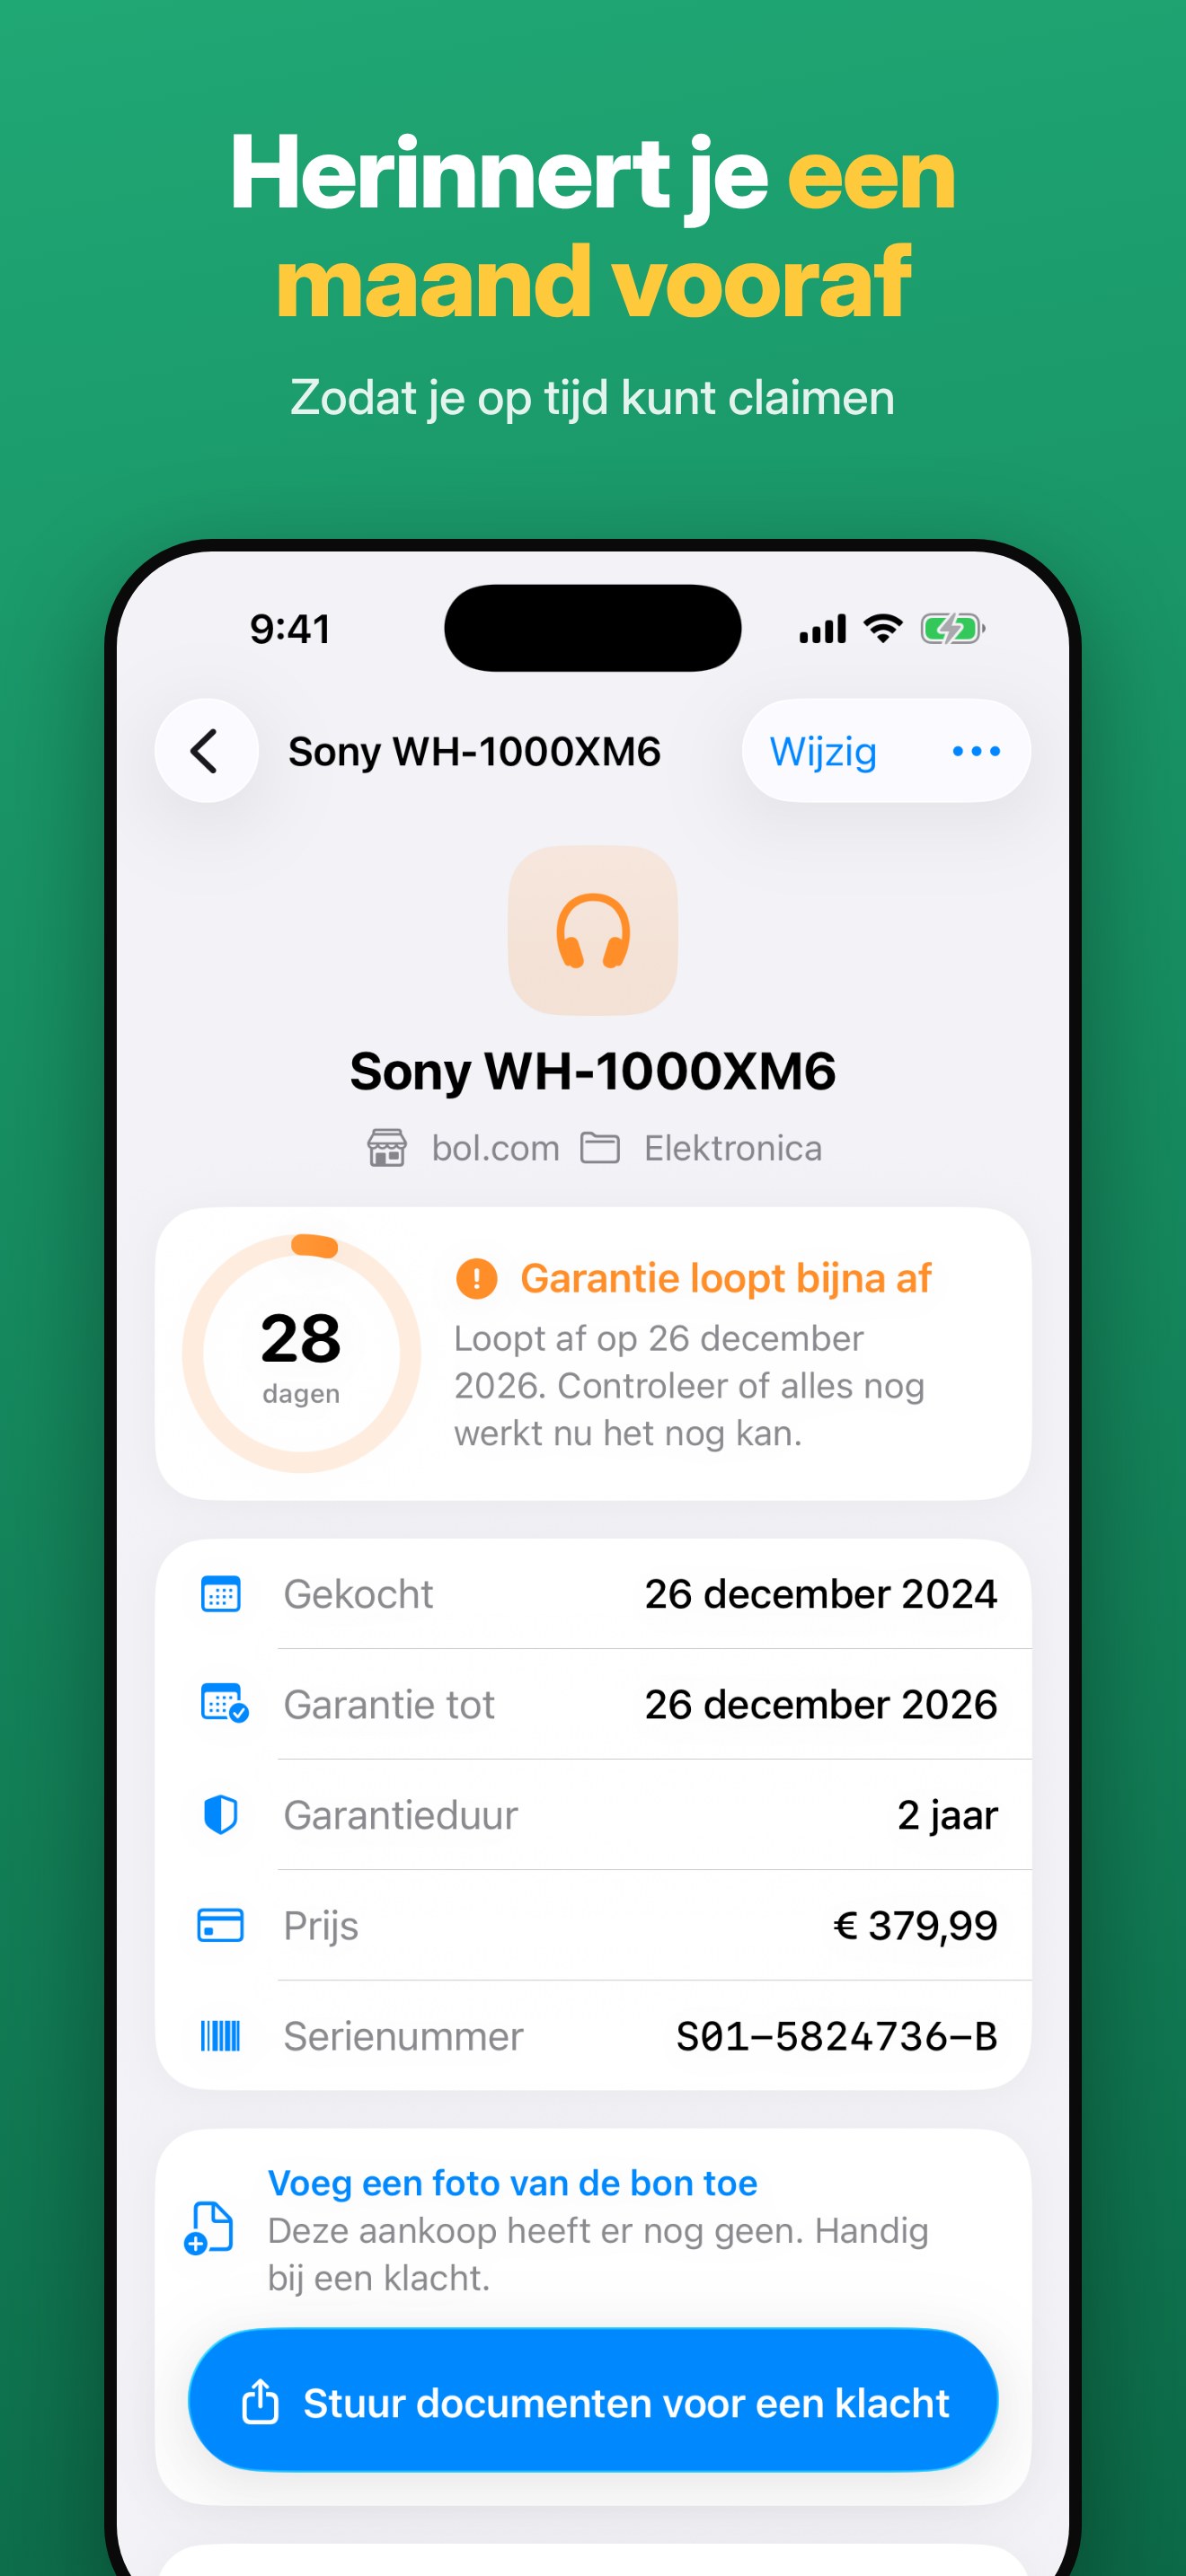 Herinnert je een
maand vooraf
Zodat je op tijd kunt claimen
9:41
Sony WH-1000XM6
Wijzig
Sony WH-1000XM6
bol.com Elektronica
28
dagen
Garantie loopt bijna af
Loopt af op 26 december
2026. Controleer of alles nog
werkt nu het nog kan.
Gekocht 26 december 2024
Garantie tot 26 december 2026
Garantieduur 2 jaar
Prijs € 379,99
Serienummer S01–5824736–B
Voeg een foto van de bon toe
Deze aankoop heeft er nog geen. Handig
bij een klacht.
Stuur documenten voor een klacht